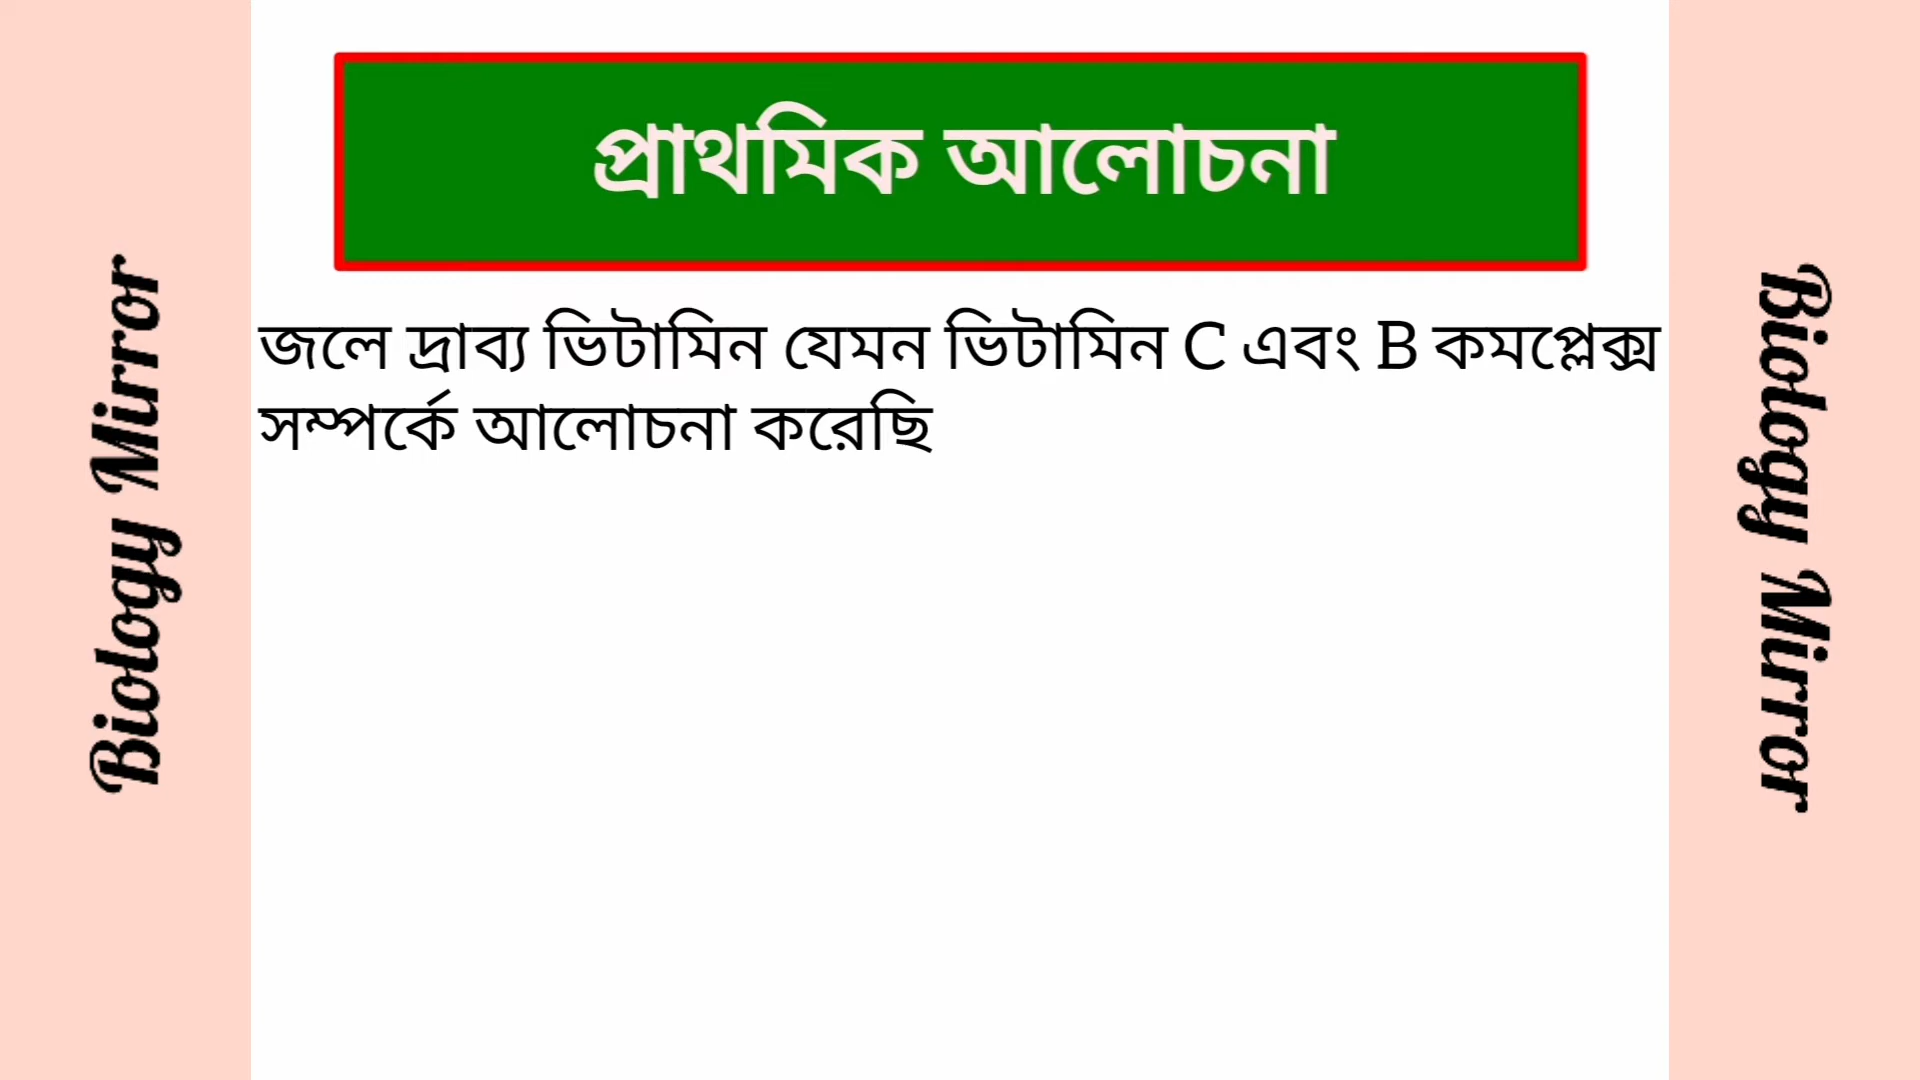 প্রাথমিক আলোচনা
জলে দ্রাব্য ভিটামিন যেমন ভিটামিন C এবং B কমপ্লেক্স
সম্পর্কে আলোচনা করেছি
Biology Mirror
Biology Mirror